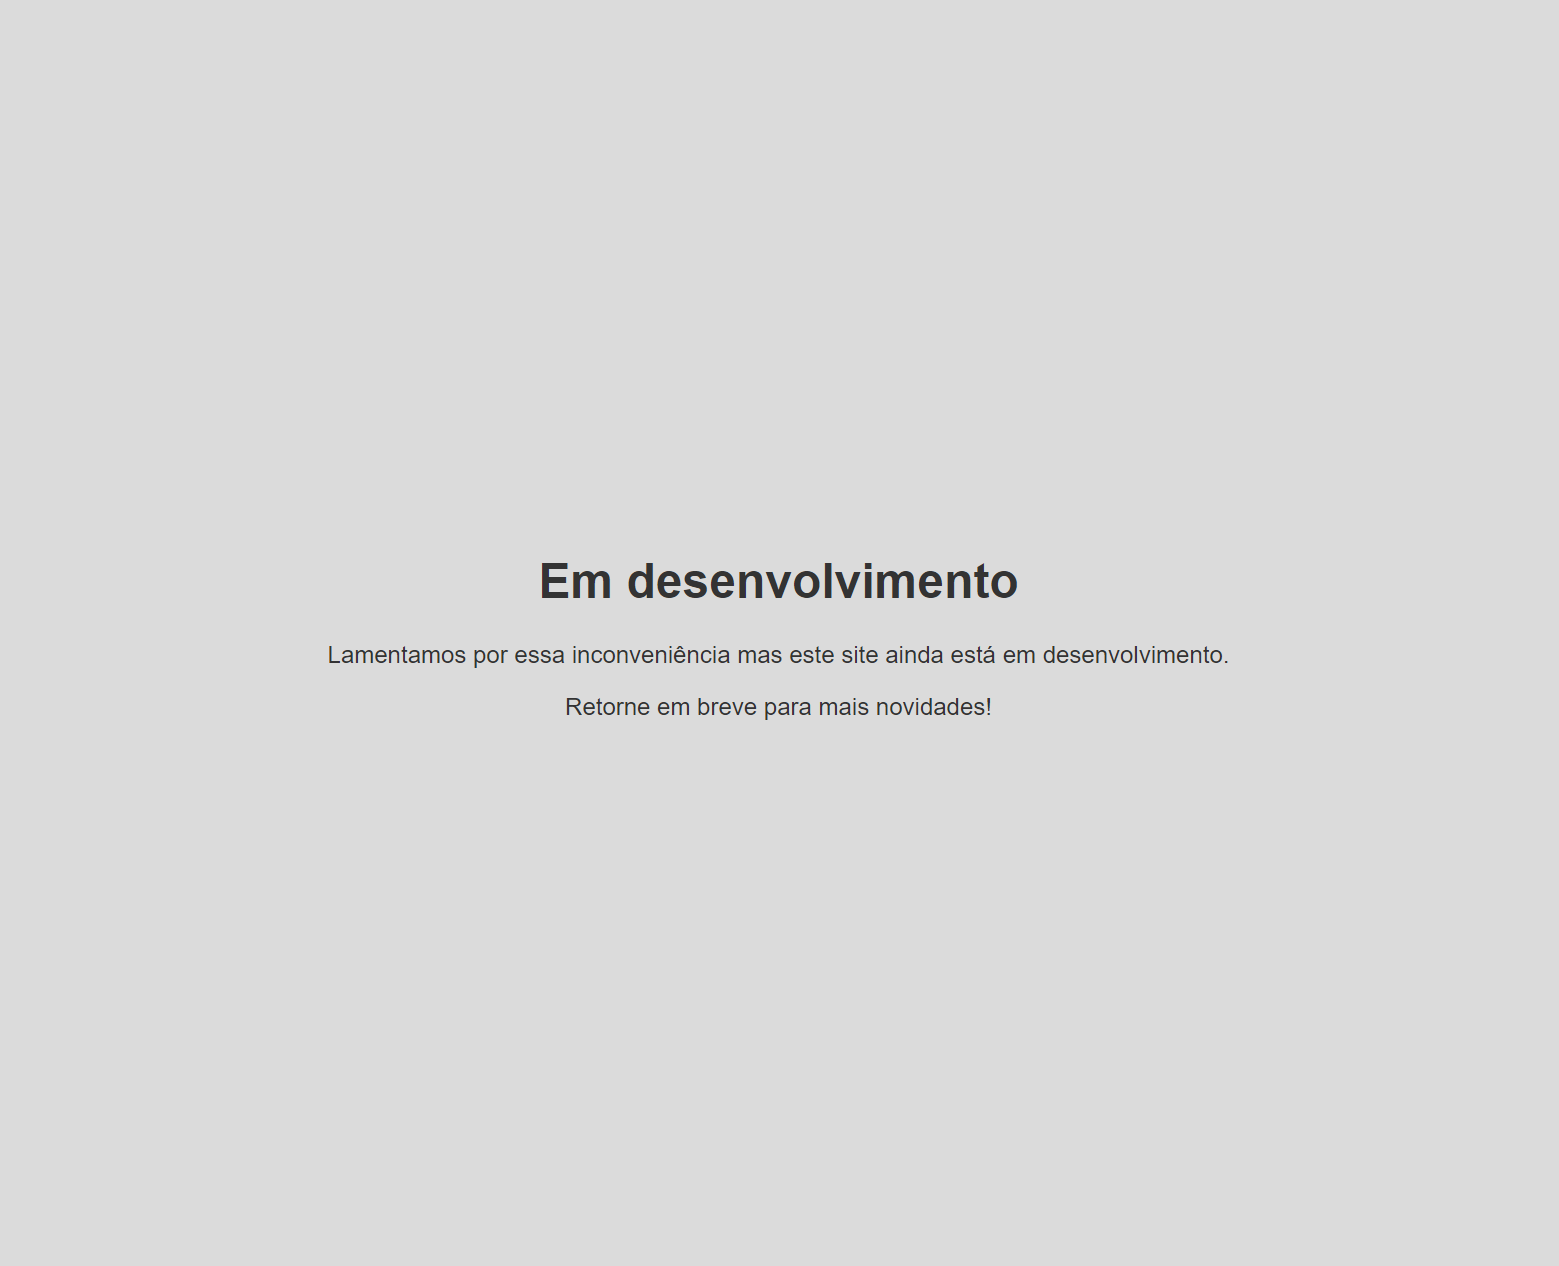 Em desenvolvimento
Lamentamos por essa inconveniência mas este site ainda está em desenvolvimento.
Retorne em breve para mais novidades!